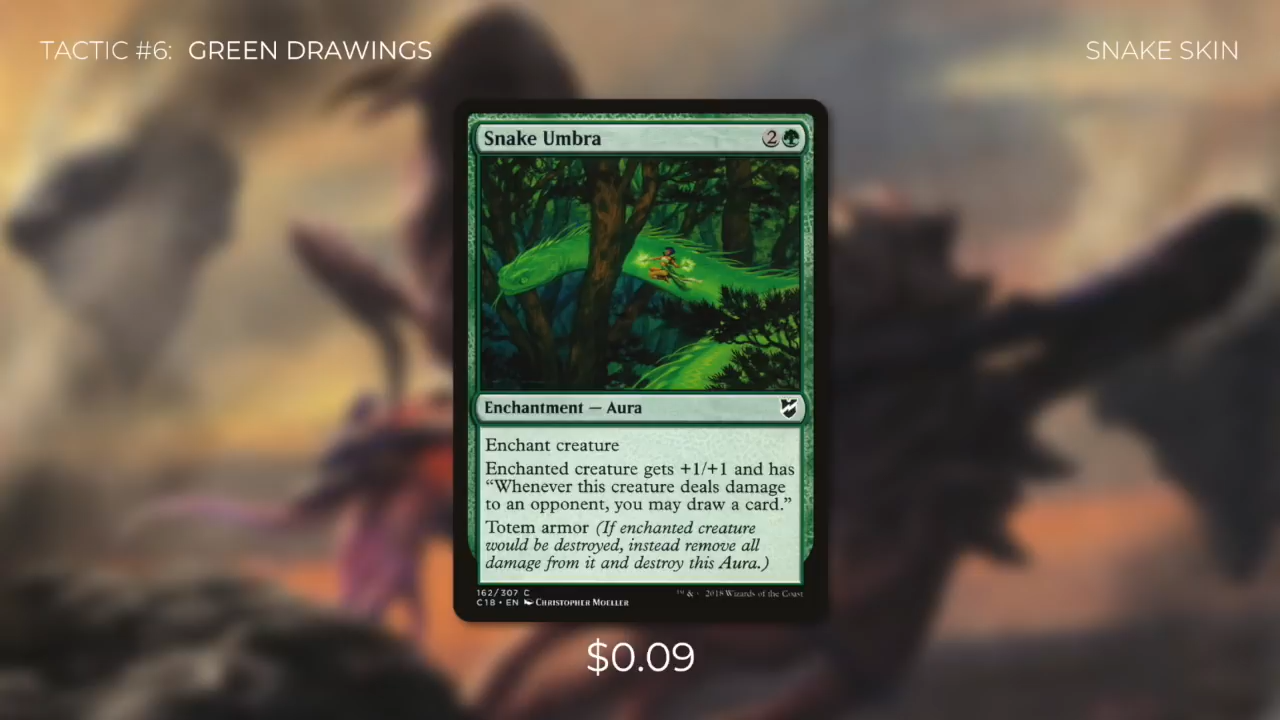 TACTIC #6: GREEN DRAWINGS
SNAKE SKIN
Snake Umbra 2
Enchantment — Aura
Enchant creature
Enchanted creature gets +1/+1 and has
“Whenever this creature deals damage
to an opponent, you may draw a card.”
Totem armor (If enchanted creature
would be destroyed, instead remove all
damage from it and destroy this Aura.)
162/307 C
C18 • EN Christopher Moeller
™ & © 2018 Wizards of the Coast
$0.09